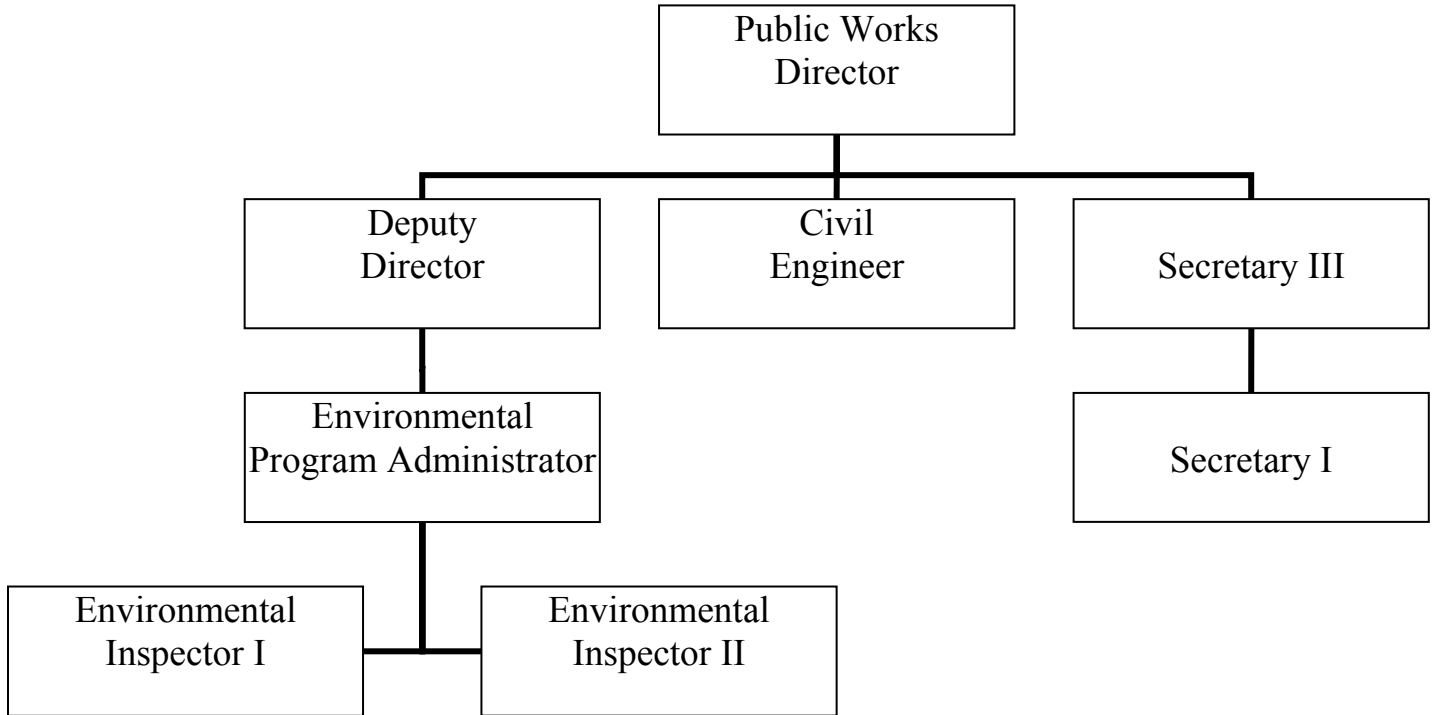 Public Works
Director
Deputy
Director
Civil
Engineer
Secretary III
Environmental
Program Administrator
Secretary I
Environmental
Inspector I
Environmental
Inspector II